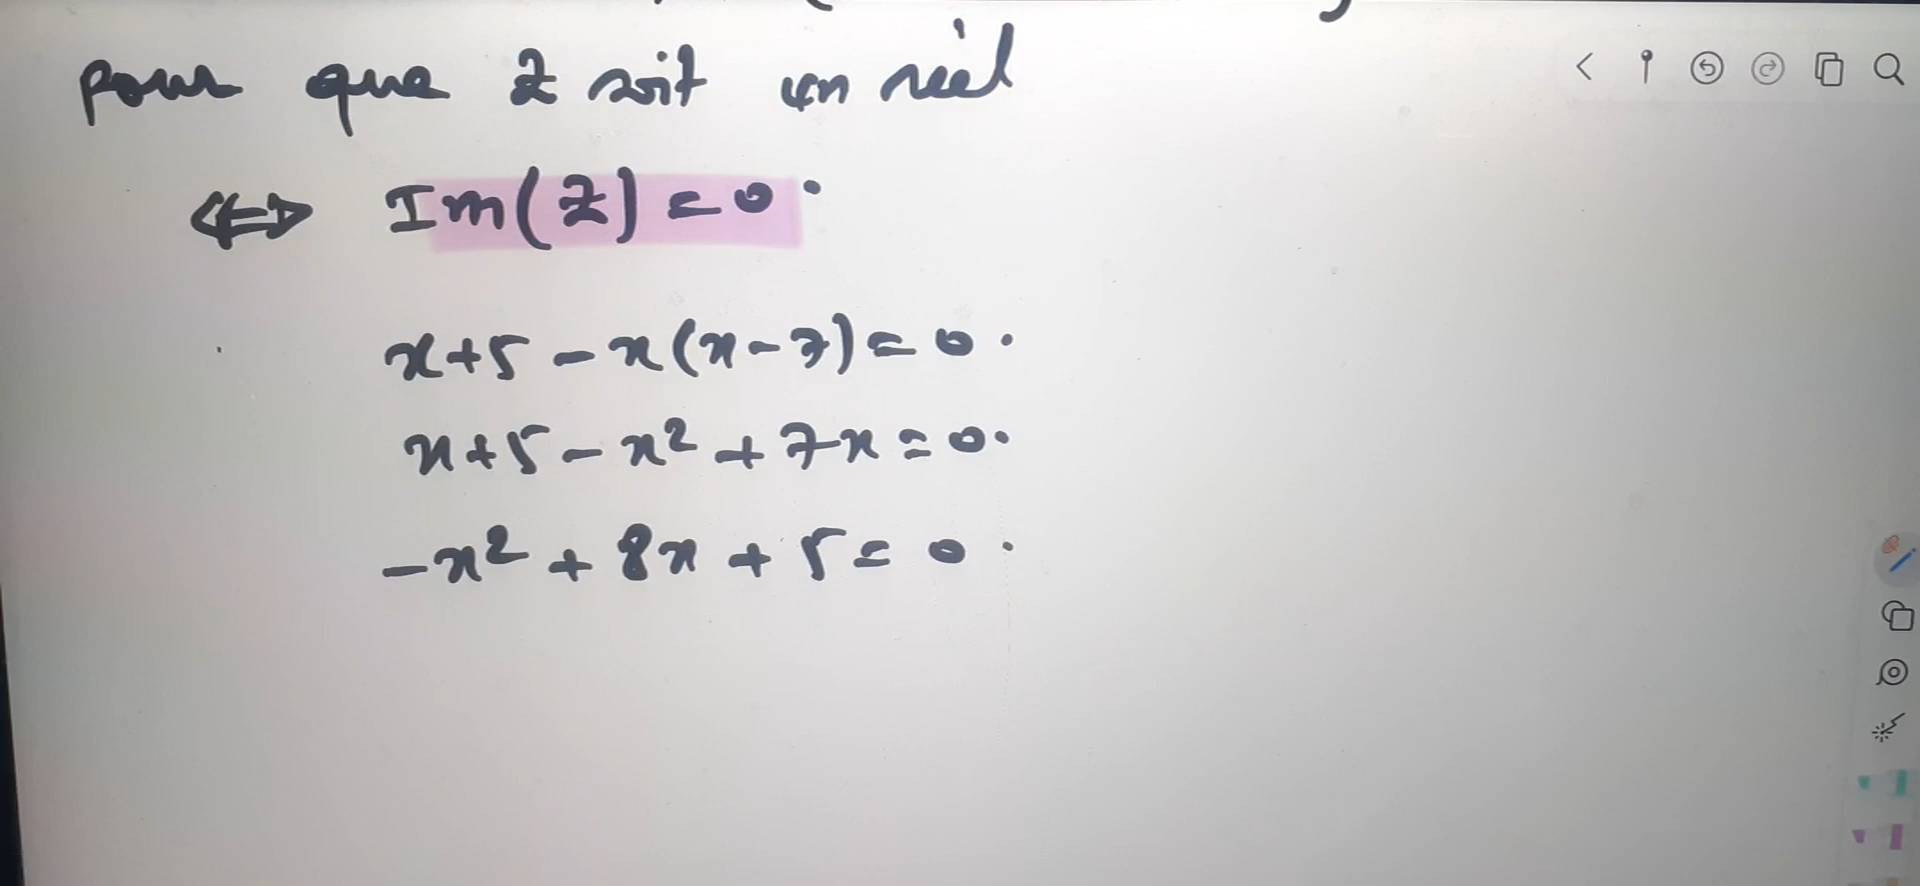 pour que z soit un réel
⇔ Im(z) = 0.
x+5 - x(x-7) = 0.
x+5 - x² + 7x = 0.
-x² + 8x + 5 = 0.